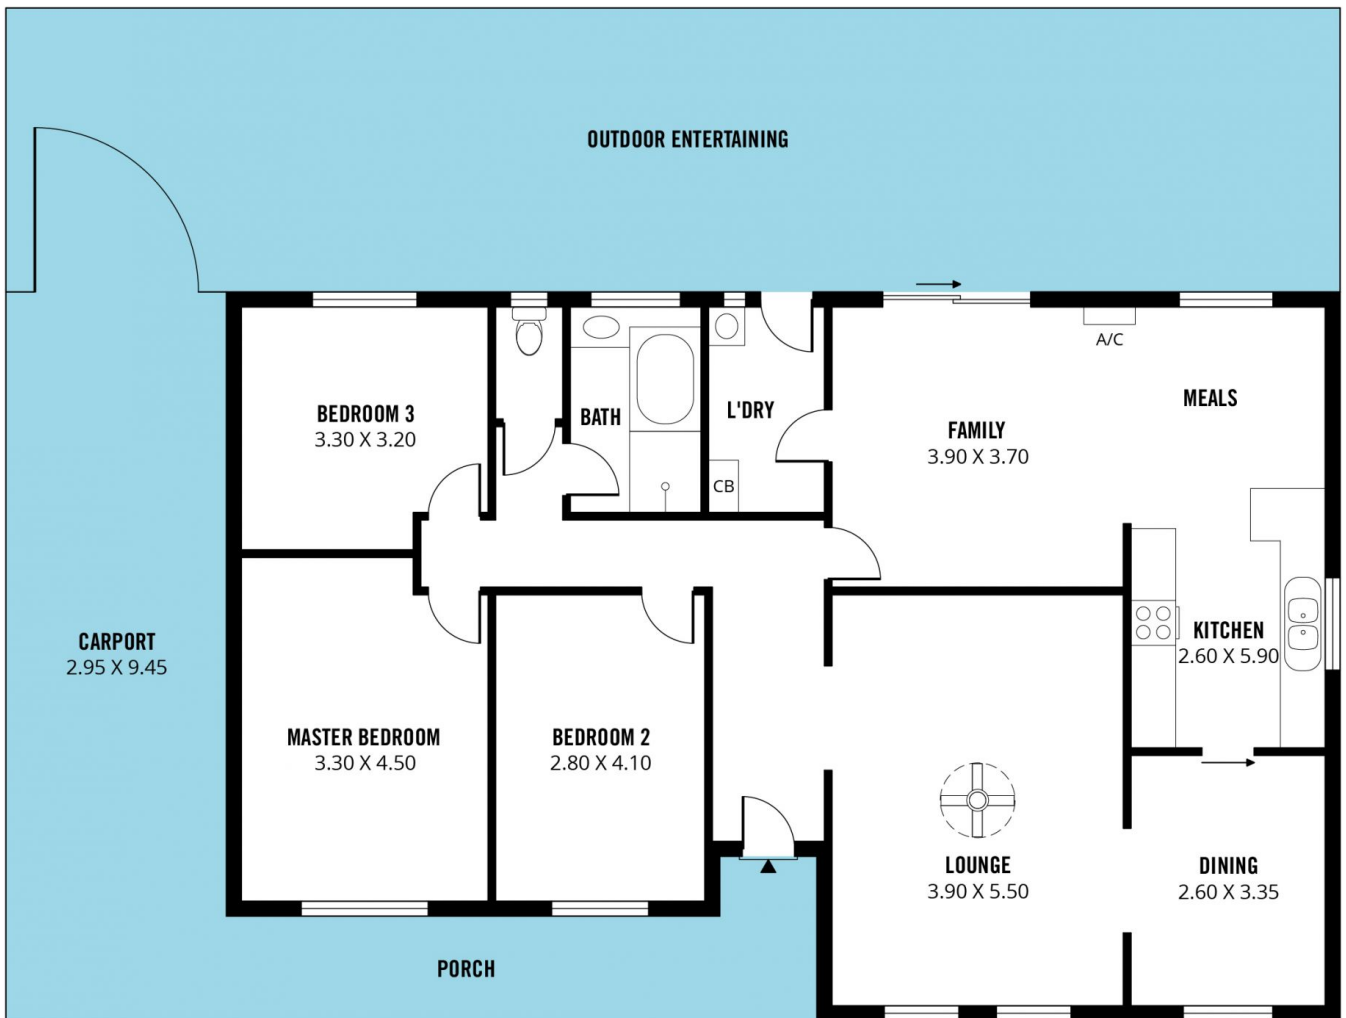 OUTDOOR ENTERTAINING
A/C
MEALS
BEDROOM 3
3.30 X 3.20
BATH
L'DRY
FAMILY
3.90 X 3.70
CB
CARPORT
2.95 X 9.45
KITCHEN
2.60 X 5.90
MASTER BEDROOM
3.30 X 4.50
BEDROOM 2
2.80 X 4.10
LOUNGE
3.90 X 5.50
DINING
2.60 X 3.35
PORCH